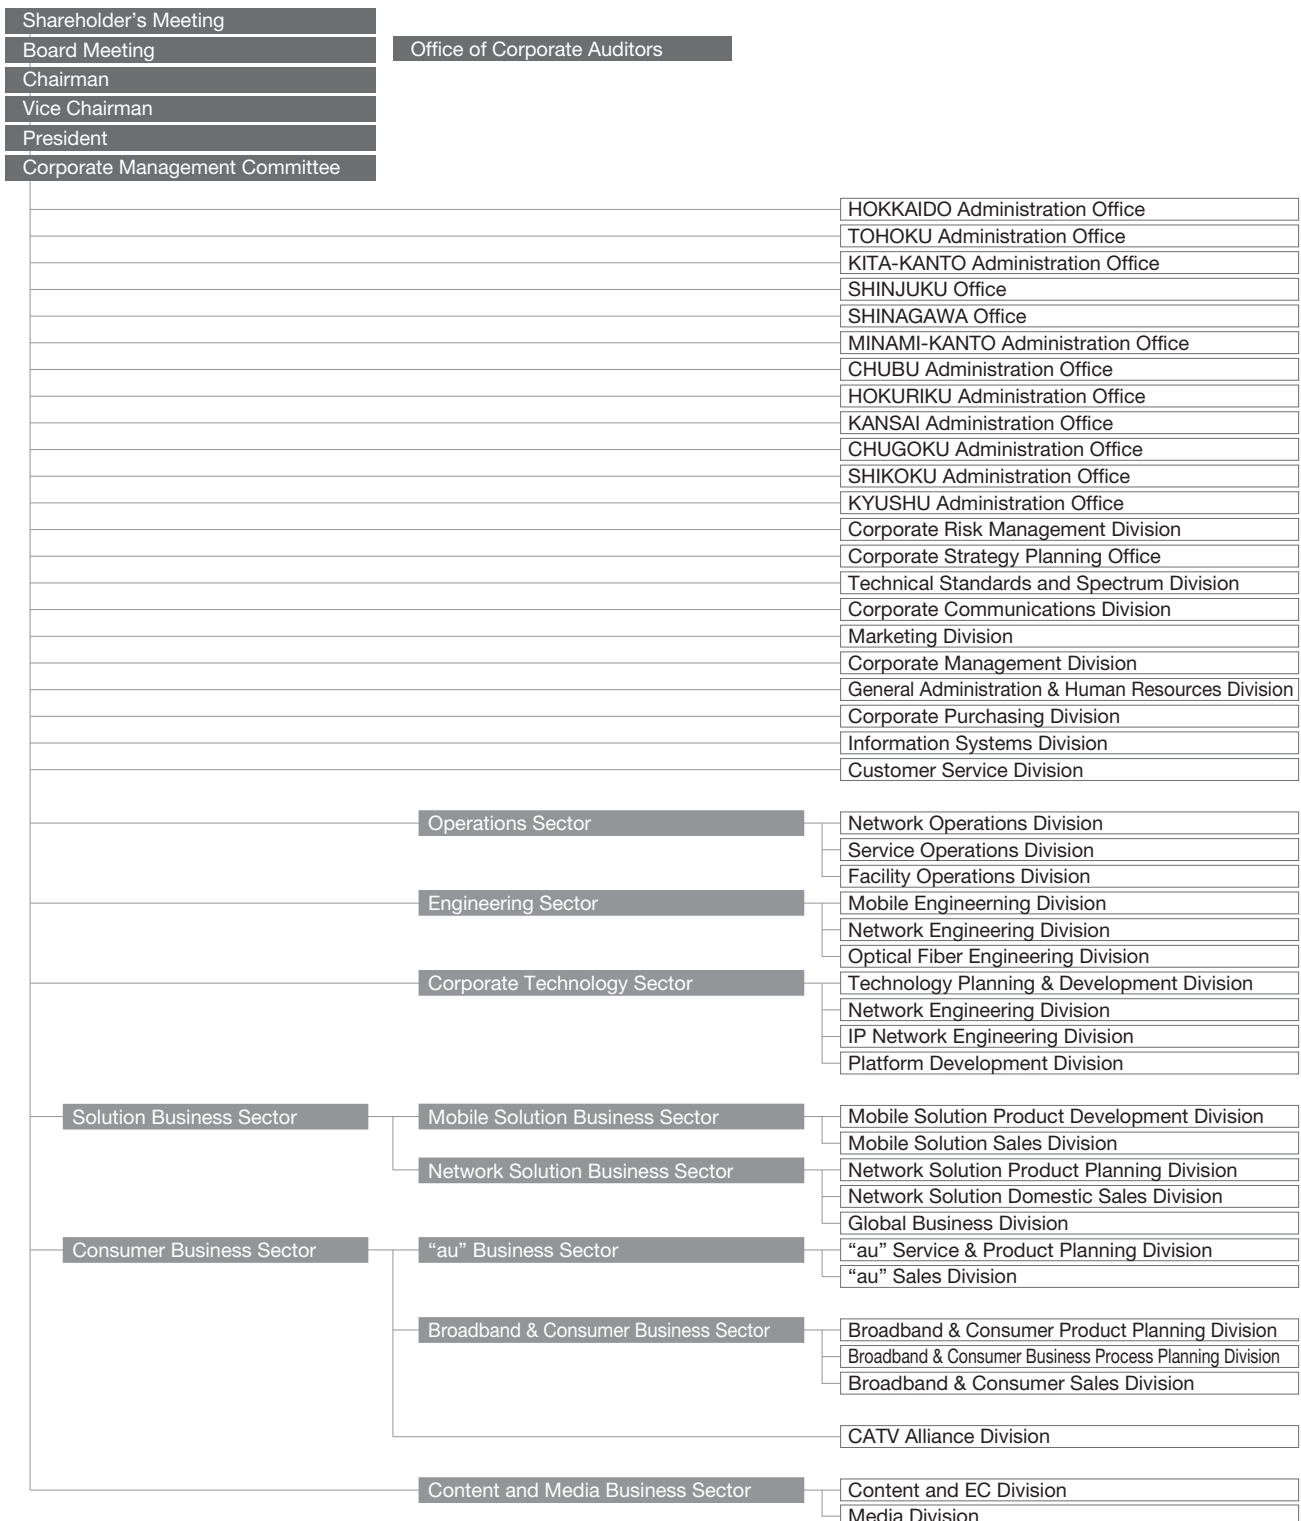 Shareholder’s Meeting
Board Meeting
Office of Corporate Auditors
Chairman
Vice Chairman
President
Corporate Management Committee
HOKKAIDO Administration Office
TOHOKU Administration Office
KITA-KANTO Administration Office
SHINJUKU Office
SHINAGAWA Office
MINAMI-KANTO Administration Office
CHUBU Administration Office
HOKURIKU Administration Office
KANSAI Administration Office
CHUGOKU Administration Office
SHIKOKU Administration Office
KYUSHU Administration Office
Corporate Risk Management Division
Corporate Strategy Planning Office
Technical Standards and Spectrum Division
Corporate Communications Division
Marketing Division
Corporate Management Division
General Administration & Human Resources Division
Corporate Purchasing Division
Information Systems Division
Customer Service Division
Operations Sector
Network Operations Division
Service Operations Division
Facility Operations Division
Engineering Sector
Mobile Engineerning Division
Network Engineering Division
Optical Fiber Engineering Division
Corporate Technology Sector
Technology Planning & Development Division
Network Engineering Division
IP Network Engineering Division
Platform Development Division
Solution Business Sector
Mobile Solution Business Sector
Mobile Solution Product Development Division
Mobile Solution Sales Division
Network Solution Business Sector
Network Solution Product Planning Division
Network Solution Domestic Sales Division
Global Business Division
Consumer Business Sector
“au” Business Sector
“au” Service & Product Planning Division
“au” Sales Division
Broadband & Consumer Business Sector
Broadband & Consumer Product Planning Division
Broadband & Consumer Business Process Planning Division
Broadband & Consumer Sales Division
CATV Alliance Division
Content and Media Business Sector
Content and EC Division
Media Division